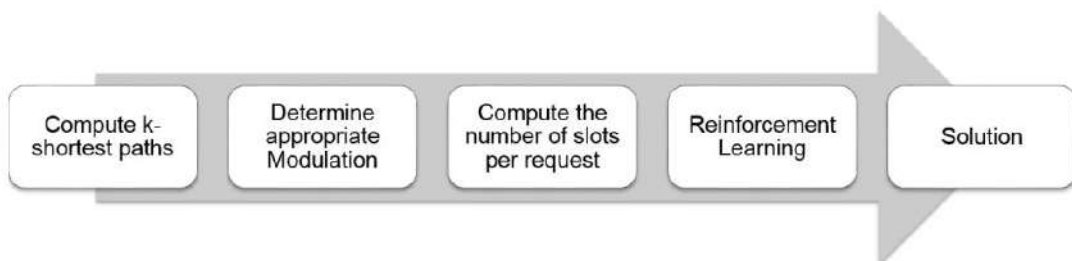 Compute k-
shortest paths
Determine
appropriate
Modulation
Compute the
number of slots
per request
Reinforcement
Learning
Solution